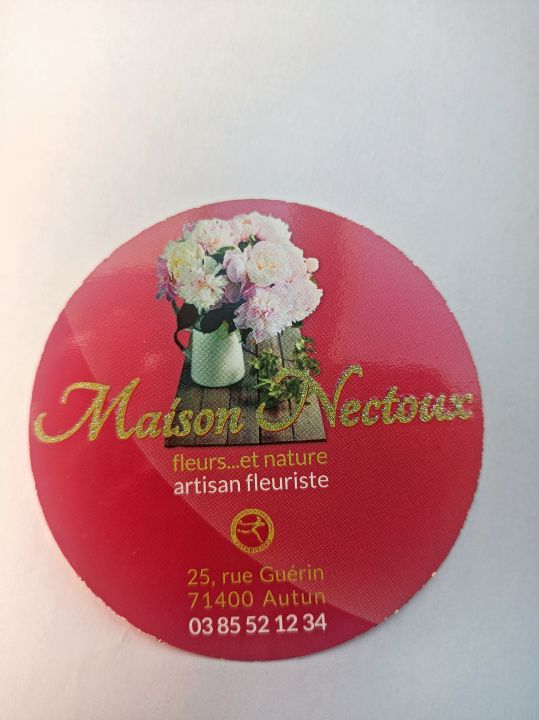 Maison Nectoux
fleurs...et nature
artisan fleuriste
25, rue Guérin
71400 Autun
03 85 52 12 34